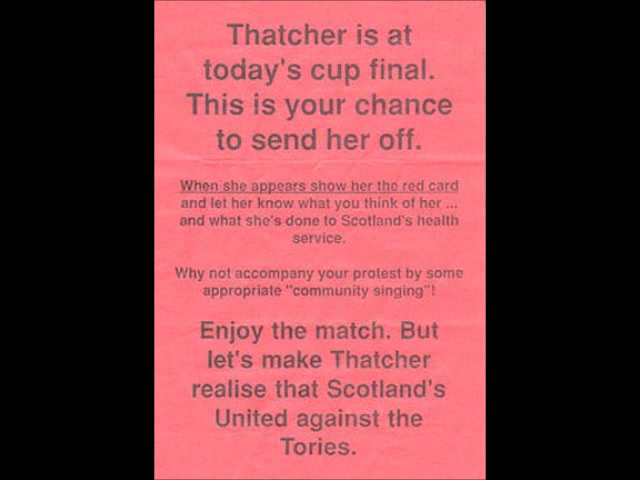 Thatcher is at
today's cup final.
This is your chance
to send her off.
When she appears show her the red card
and let her know what you think of her ...
and what she's done to Scotland's health
service.
Why not accompany your protest by some
appropriate "community singing"!
Enjoy the match. But
let's make Thatcher
realise that Scotland's
United against the
Tories.